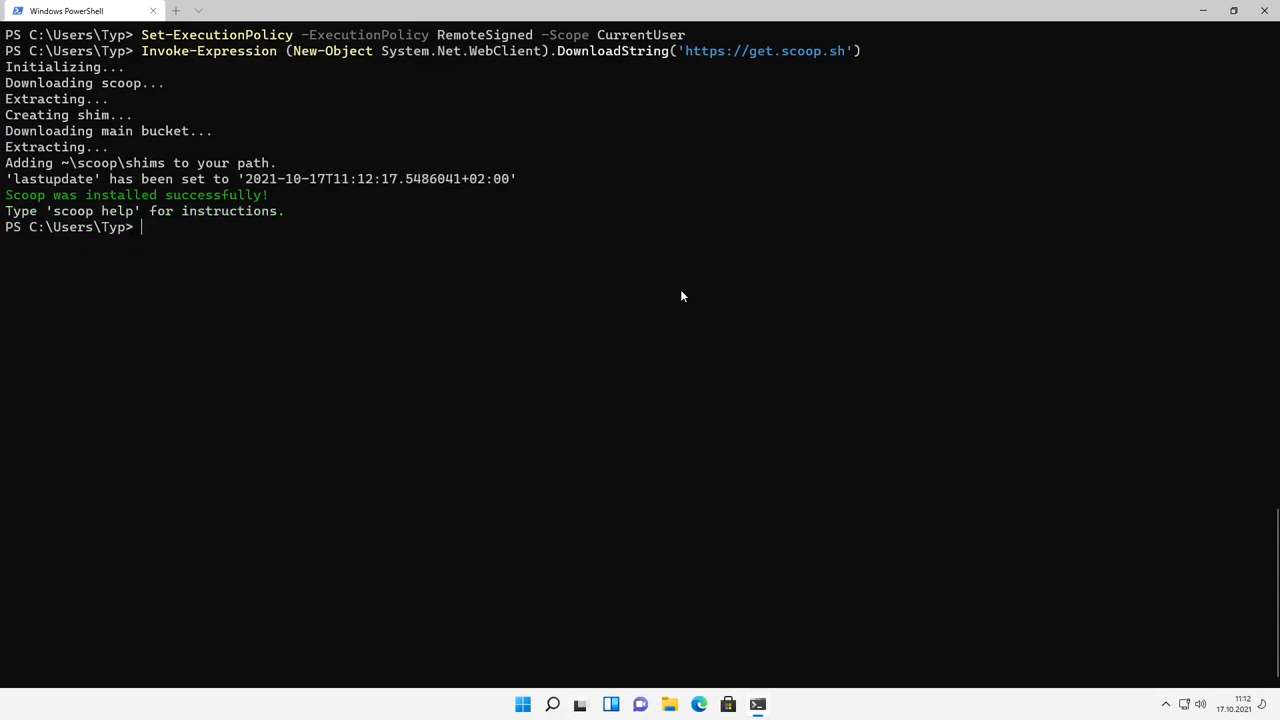 Windows PowerShell
PS C:\Users\Typ> Set-ExecutionPolicy -ExecutionPolicy RemoteSigned -Scope CurrentUser
PS C:\Users\Typ> Invoke-Expression (New-Object System.Net.WebClient).DownloadString('https://get.scoop.sh')
Initializing...
Downloading scoop...
Extracting...
Creating shim...
Downloading main bucket...
Extracting...
Adding ~\scoop\shims to your path.
'lastupdate' has been set to '2021-10-17T11:12:17.5486041+02:00'
Scoop was installed successfully!
Type 'scoop help' for instructions.
PS C:\Users\Typ>
11:12
17.10.2021